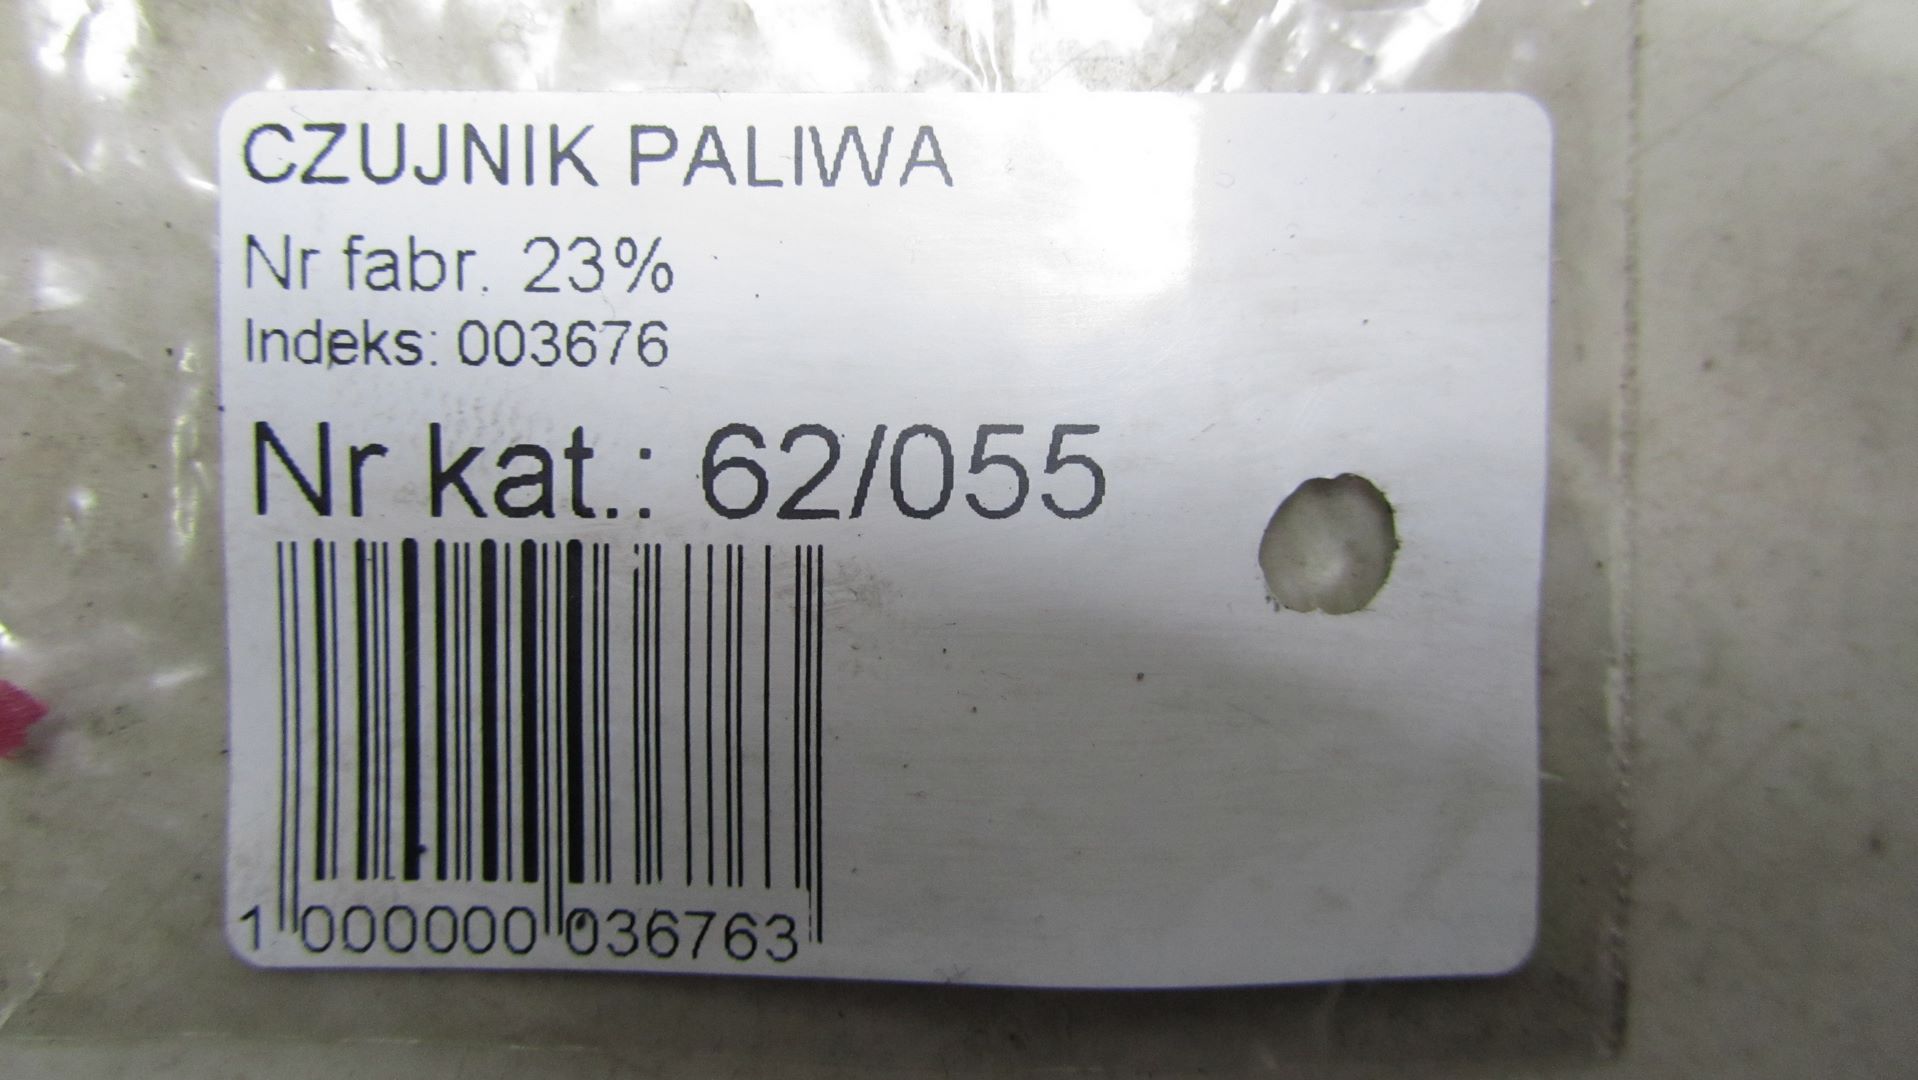 CZUJNIK PALIWA
Nr fabr. 23%
Indeks: 003676
Nr kat.: 62/055
1 000000 036763